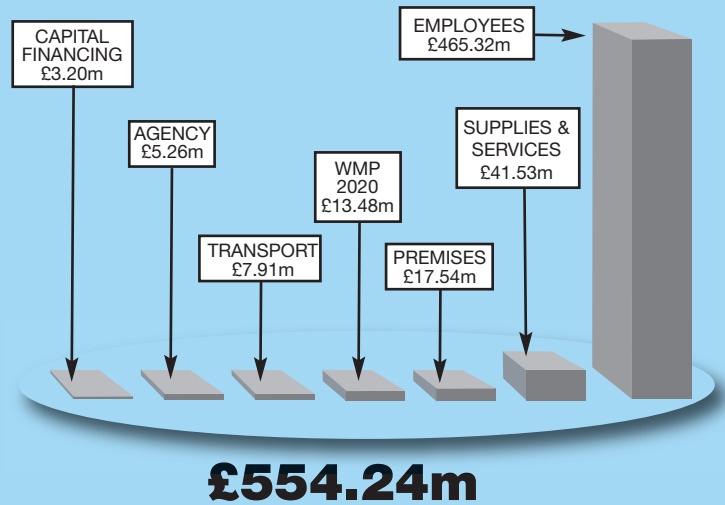 CAPITAL
FINANCING
£3.20m
AGENCY
£5.26m
TRANSPORT
£7.91m
WMP
2020
£13.48m
PREMISES
£17.54m
SUPPLIES &
SERVICES
£41.53m
EMPLOYEES
£465.32m
£554.24m